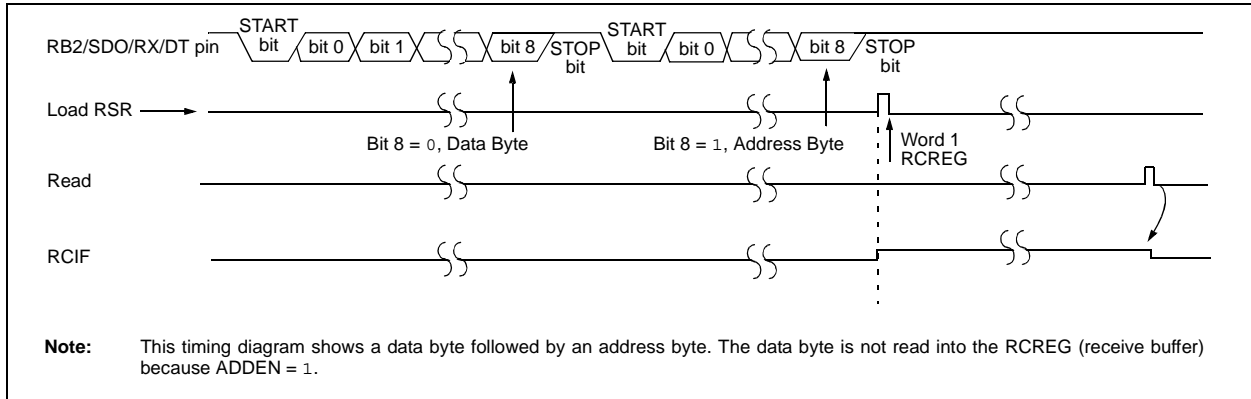 START bit
bit 0
bit 1
bit 8
STOP bit
START bit
bit 0
bit 8
STOP bit
RB2/SDO/RX/DT pin
Load RSR
Bit 8 = 0, Data Byte
Bit 8 = 1, Address Byte
Word 1
RCREG
Read
RCIF
Note: This timing diagram shows a data byte followed by an address byte. The data byte is not read into the RCREG (receive buffer)
because ADDEN = 1.